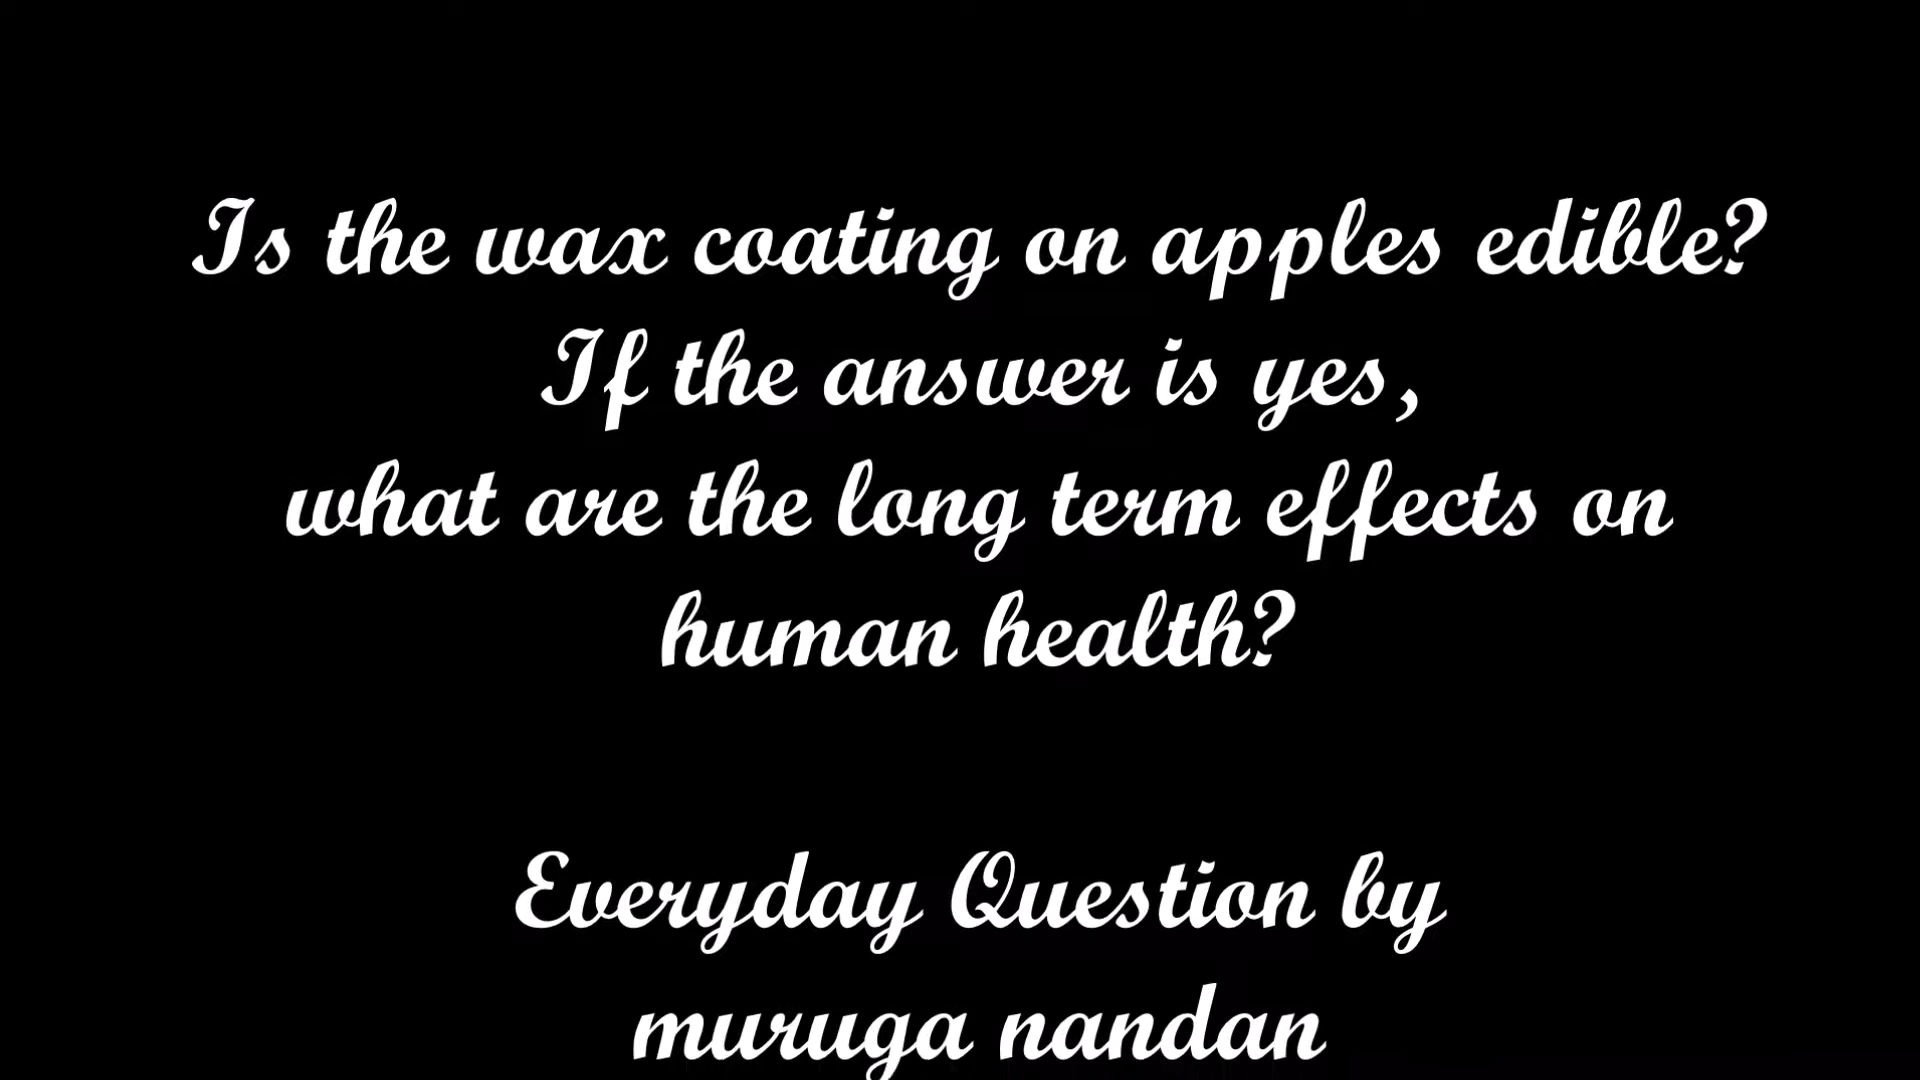 Is the wax coating on apples edible?
If the answer is yes,
what are the long term effects on
human health?
Everyday Question by
muruga nandan